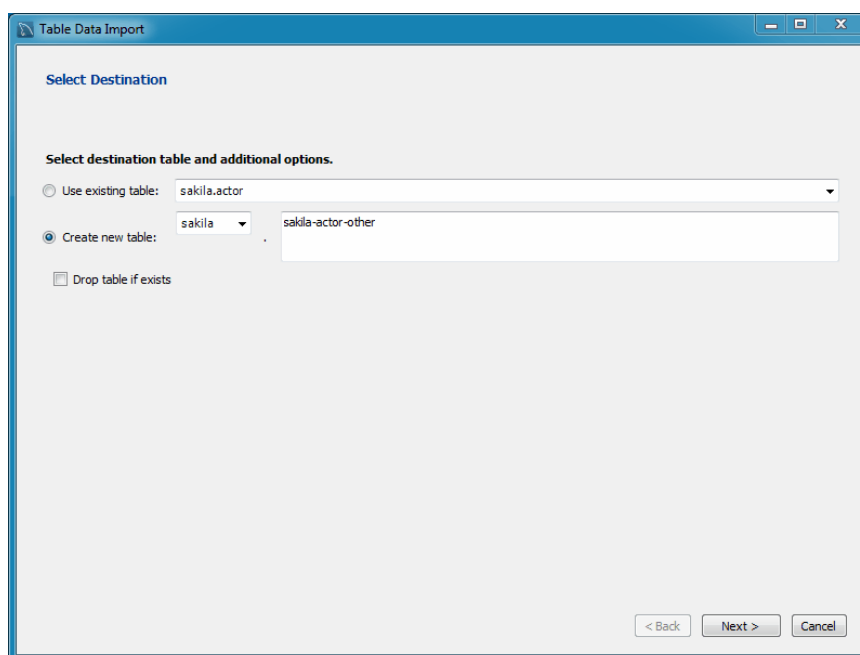 Table Data Import
Select Destination
Select destination table and additional options.
Use existing table: sakila.actor
Create new table: sakila . sakila-actor-other
Drop table if exists
< Back Next > Cancel